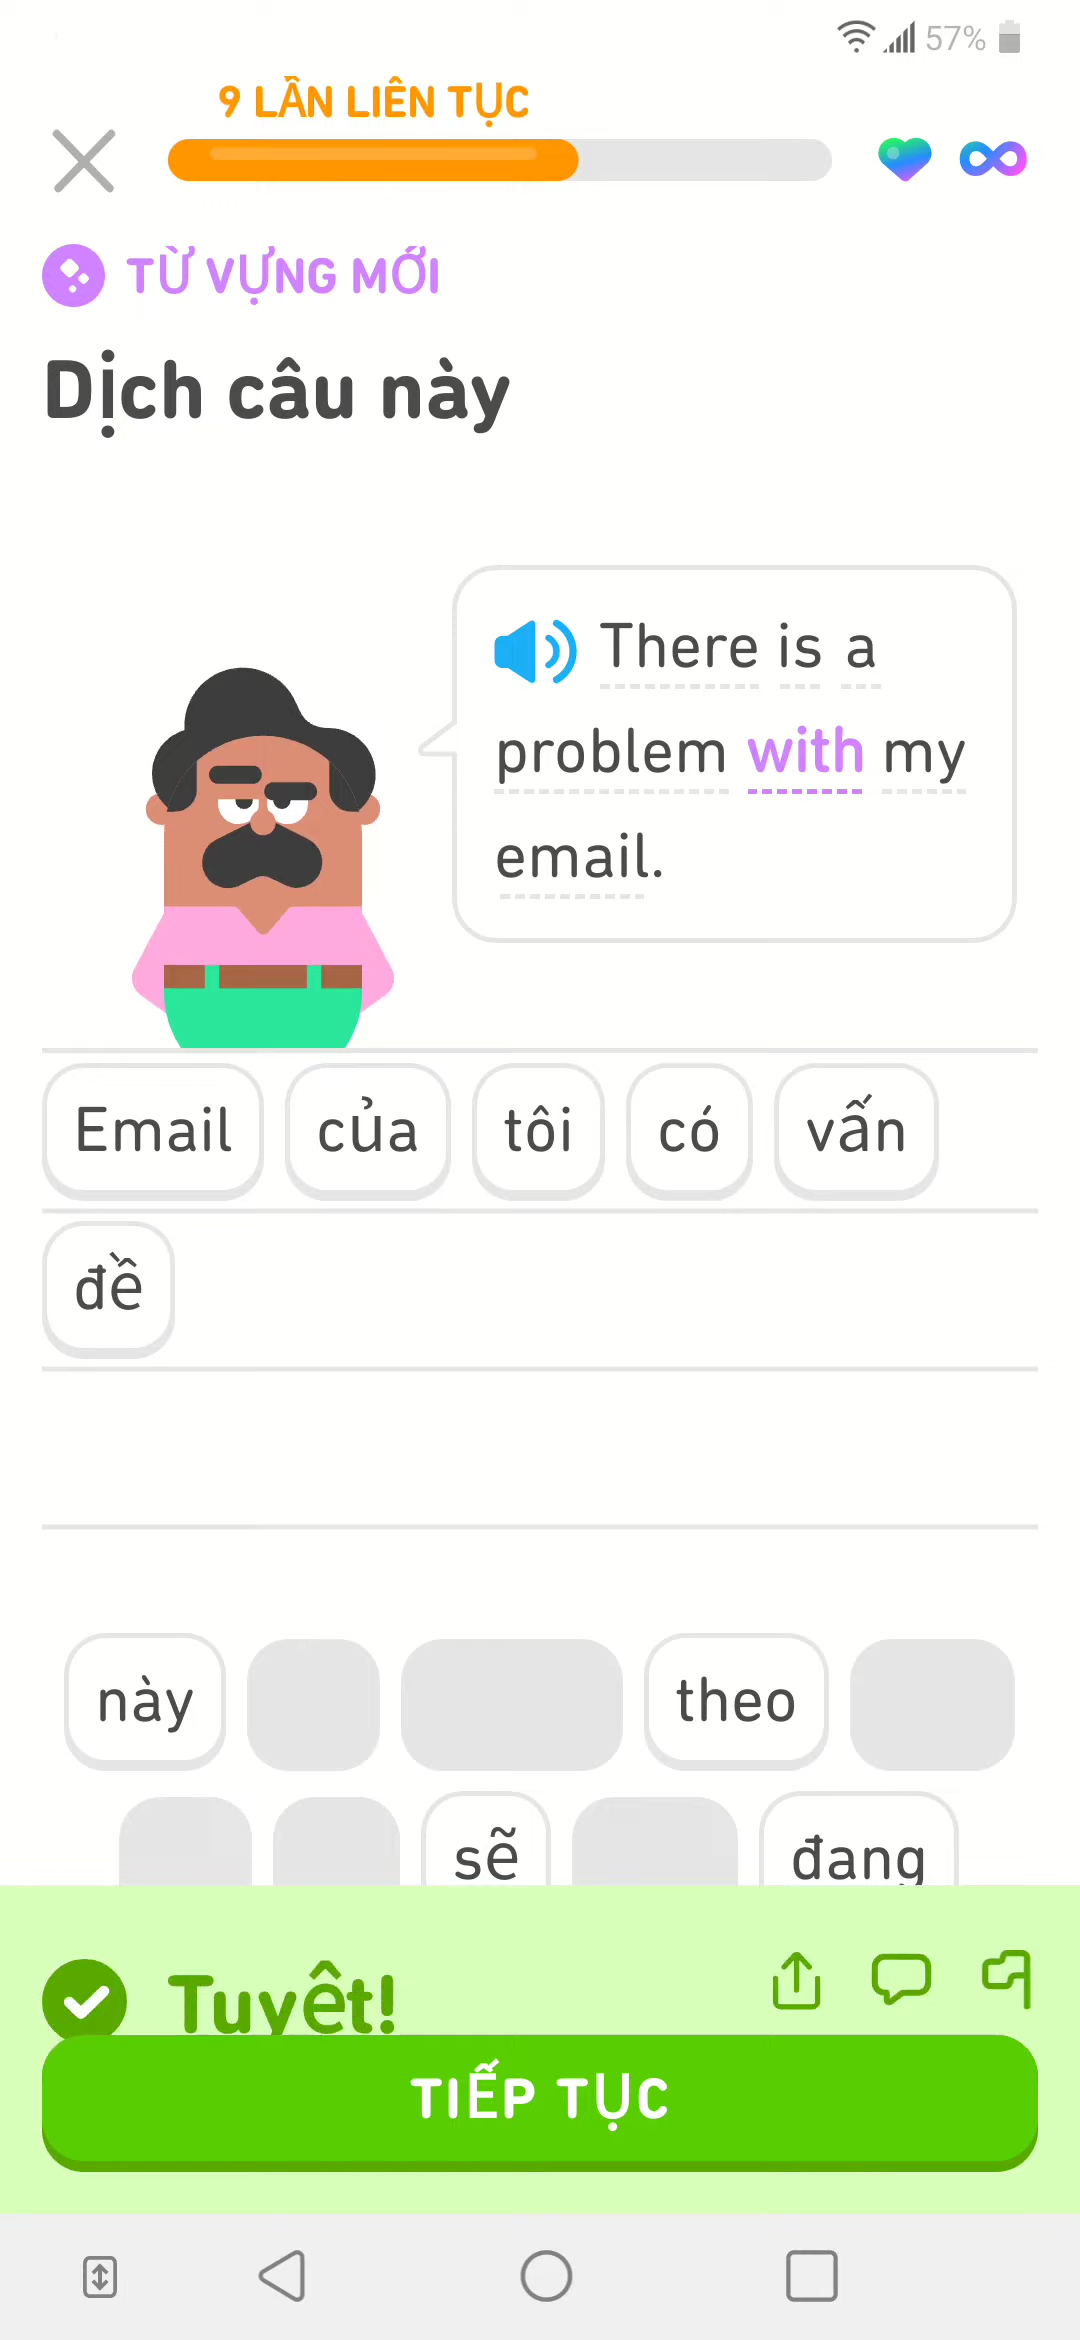 57%
9 LẦN LIÊN TỤC
TỪ VỰNG MỚI
Dịch câu này
There is a
problem with my
email.
Email của tôi có vấn
đề
này theo
sẽ đang
Tuyệt!
TIẾP TỤC